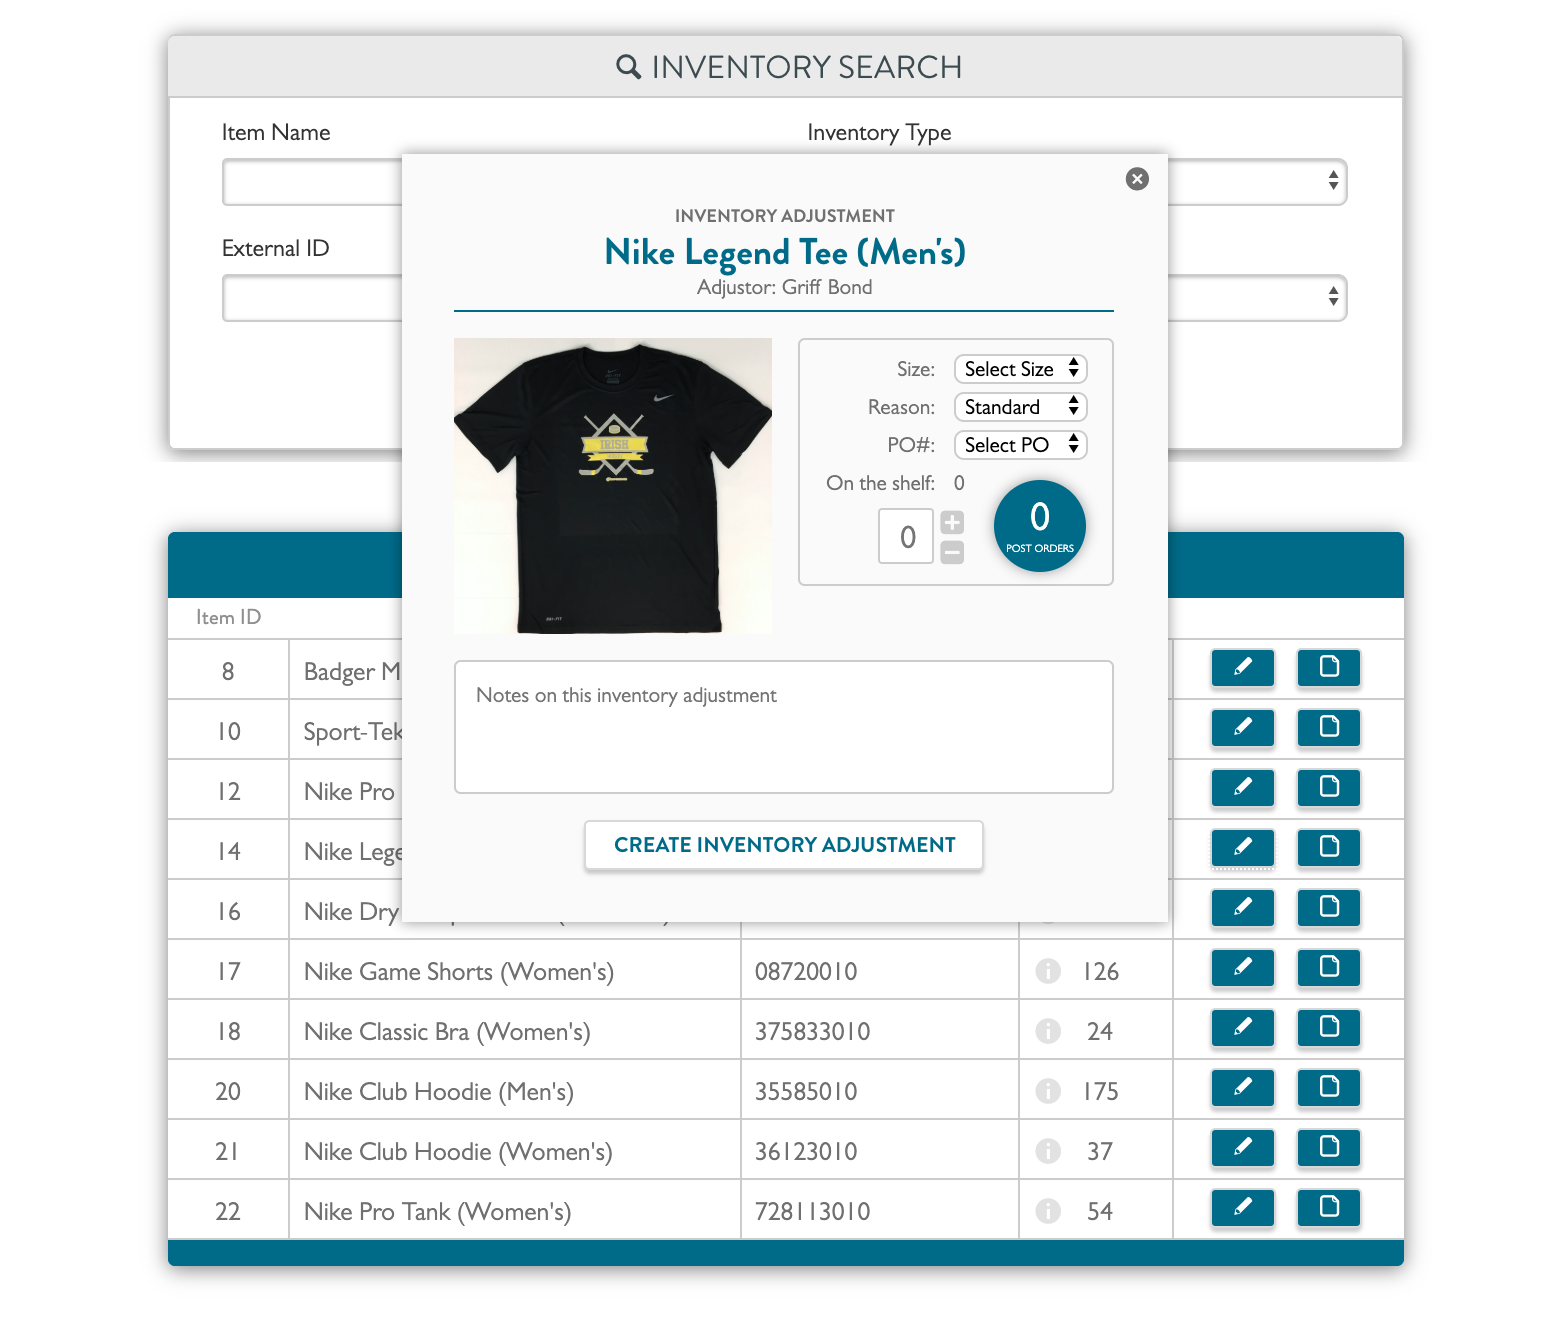 INVENTORY SEARCH
Item Name
Inventory Type
External ID
INVENTORY ADJUSTMENT
Nike Legend Tee (Men's)
Adjustor: Griff Bond
IRISH
Size: Select Size
Reason: Standard
PO#: Select PO
On the shelf: 0
0
0
POST ORDERS
Notes on this inventory adjustment
CREATE INVENTORY ADJUSTMENT
Item ID
8 Badger
10 Sport-Tek
12 Nike Pro
14 Nike
16 Nike Dry
17 Nike Game Shorts (Women's) 08720010 126
18 Nike Classic Bra (Women's) 375833010 24
20 Nike Club Hoodie (Men's) 35585010 175
21 Nike Club Hoodie (Women's) 36123010 37
22 Nike Pro Tank (Women's) 728113010 54